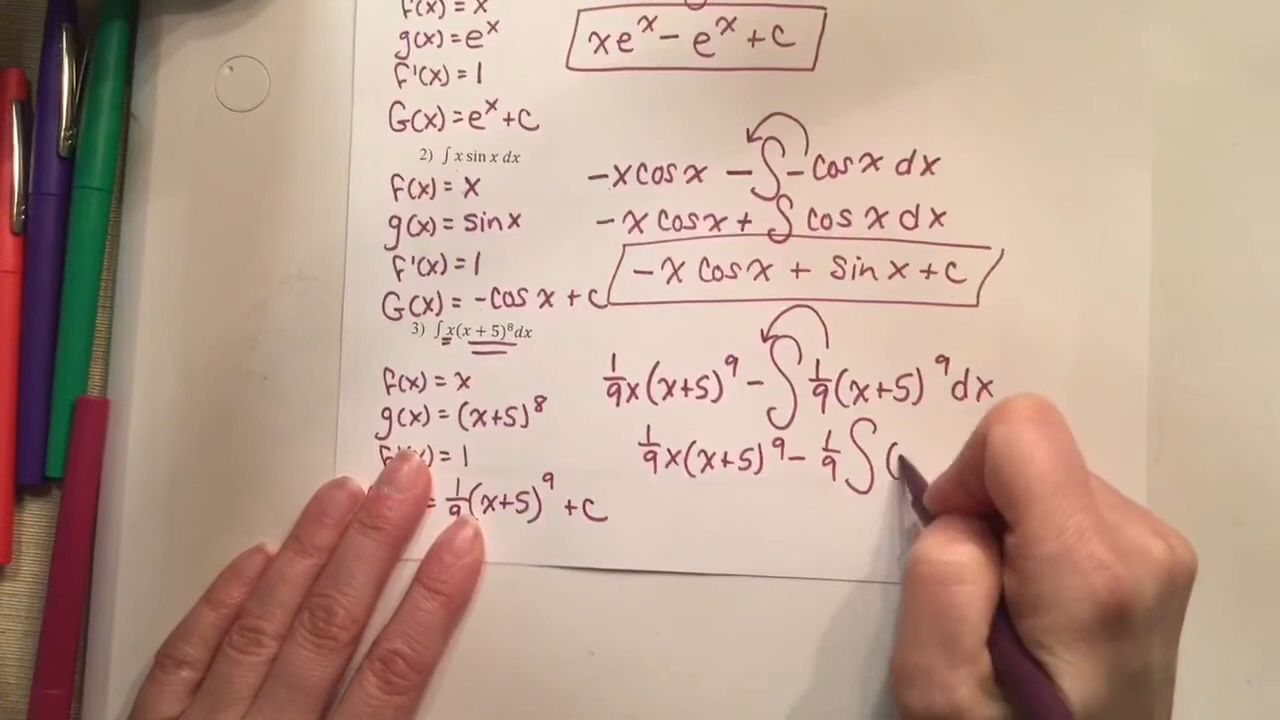 f(x) = x
g(x) = e^x
xe^x - e^x + C
f'(x) = 1
G(x) = e^x + C
2) ∫ x sin x dx
f(x) = x
-x cos x - ∫ - cos x dx
g(x) = sin x
-x cos x + ∫ cos x dx
f'(x) = 1
-x cos x + sin x + C
G(x) = -cos x + C
3) ∫ x(x + 5)^8 dx
f(x) = x
1/9 x(x+5)^9 - ∫ 1/9 (x+5)^9 dx
g(x) = (x+5)^8
1/9 x(x+5)^9 - 1/9 ∫ (
= 1
= 1/9 (x+5)^9 + C